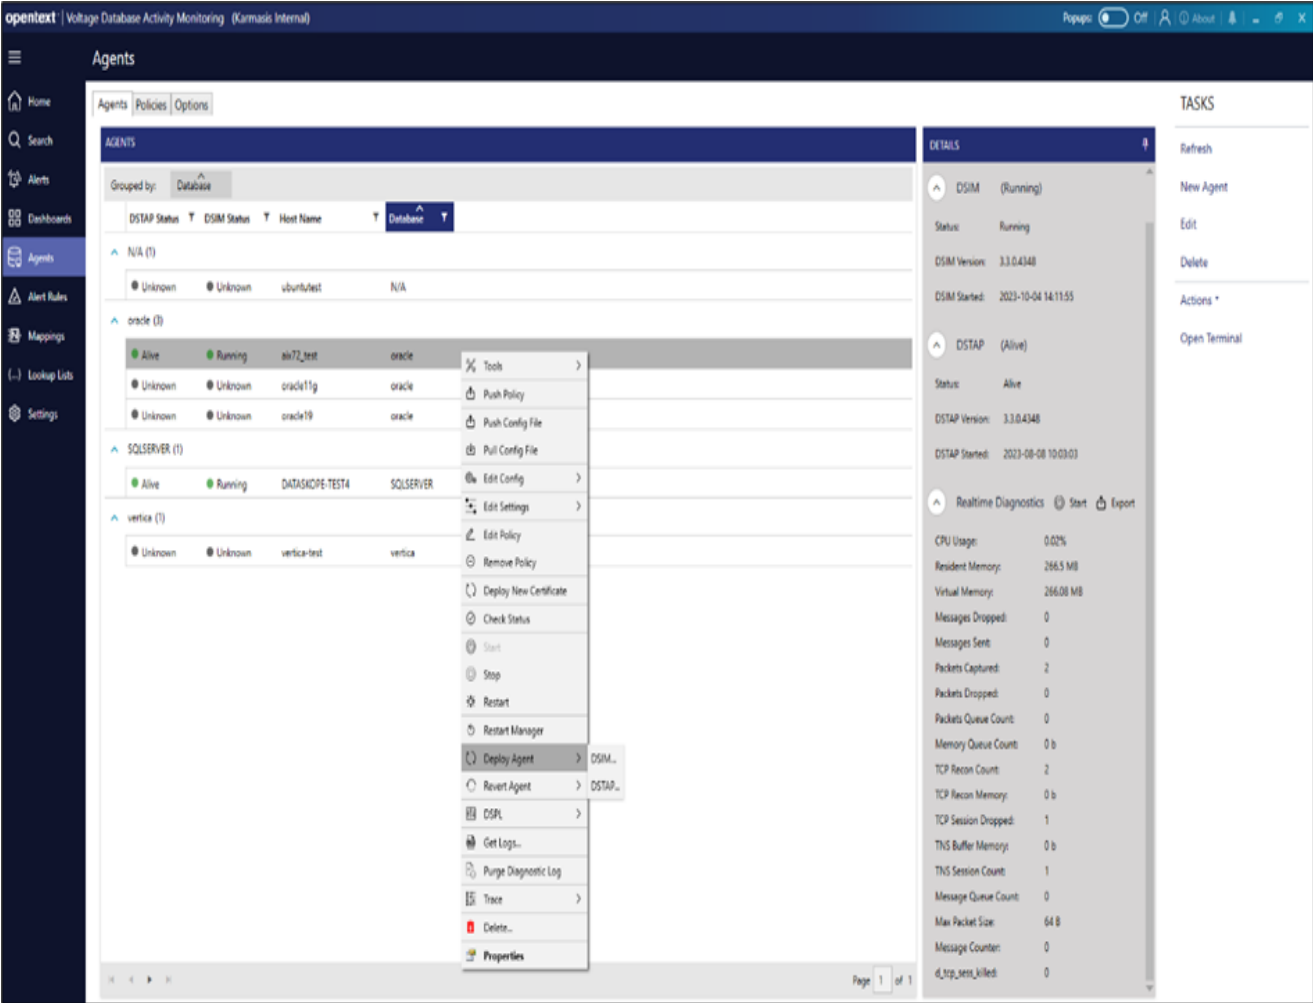 opentext | Voltage Database Activity Monitoring (Karmasis Internal)
Popups: Off About
Agents
Home
Search
Alerts
Dashboards
Agents
Alert Rules
Mappings
Lookup Lists
Settings
Agents Policies Options
AGENTS
Grouped by: Database
DSTAP Status DSIM Status Host Name Database
N/A (1)
Unknown Unknown ubuntutest N/A
oracle (3)
Alive Running aix72_test oracle
Unknown Unknown oracle11g oracle
Unknown Unknown oracle19 oracle
SQLSERVER (1)
Alive Running DATASKOPE-TEST4 SQLSERVER
vertica (1)
Unknown Unknown vertica-test vertica
Tools
Push Policy
Push Config File
Pull Config File
Edit Config
Edit Settings
Edit Policy
Remove Policy
Deploy New Certificate
Check Status
Start
Stop
Restart
Restart Manager
Deploy Agent
Revert Agent
DSPL
Get Logs...
Purge Diagnostic Log
Trace
Delete...
Properties
DSIM...
DSTAP...
Page 1 of 1
DETAILS
DSIM (Running)
Status: Running
DSIM Version: 3.3.0.4348
DSIM Started: 2023-10-04 14:11:55
DSTAP (Alive)
Status: Alive
DSTAP Version: 3.3.0.4348
DSTAP Started: 2023-08-08 10:03:03
Realtime Diagnostics Start Export
CPU Usage: 0.02%
Resident Memory: 266.5 MB
Virtual Memory: 266.08 MB
Messages Dropped: 0
Messages Sent: 0
Packets Captured: 2
Packets Dropped: 0
Packets Queue Count: 0
Memory Queue Count: 0 b
TCP Recon Count: 2
TCP Recon Memory: 0 b
TCP Session Dropped: 1
TNS Buffer Memory: 0 b
TNS Session Count: 1
Message Queue Count: 0
Max Packet Size: 64 B
Message Counter: 0
d_tcp_sess_killed: 0
TASKS
Refresh
New Agent
Edit
Delete
Actions
Open Terminal